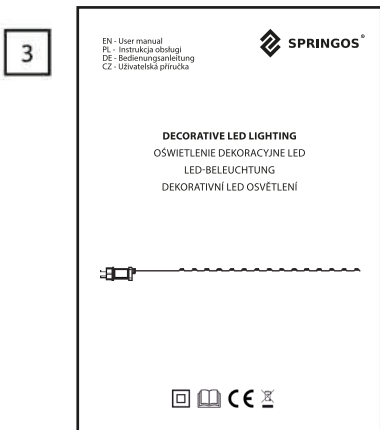 3
EN - User manual
PL - Instrukcja obsługi
DE - Bedienungsanleitung
CZ - Uživatelská příručka
SPRINGOS®
DECORATIVE LED LIGHTING
OŚWIETLENIE DEKORACYJNE LED
LED-BELEUCHTUNG
DEKORATIVNÍ LED OSVĚTLENÍ
CE